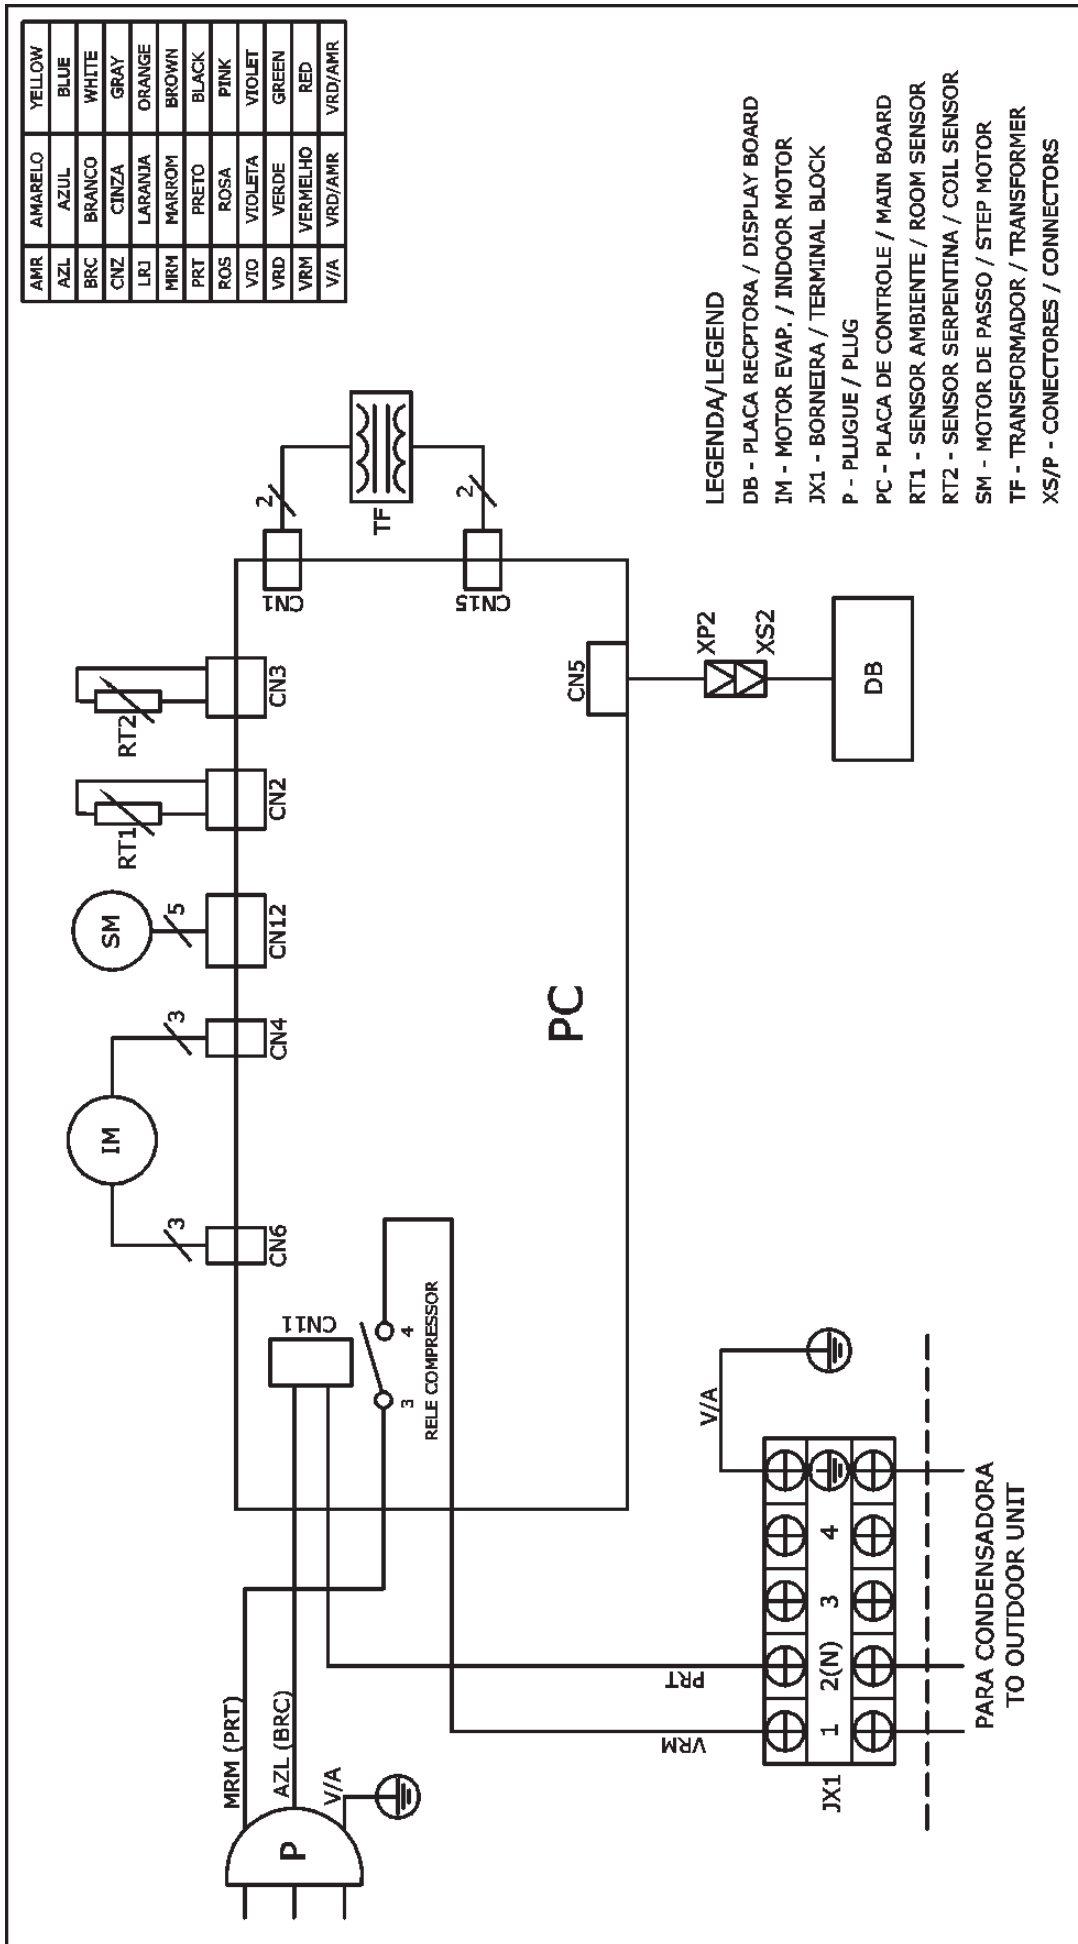 AMR AMARELO YELLOW
AZL AZUL BLUE
BRC BRANCO WHITE
CNZ CINZA GRAY
LRJ LARANJA ORANGE
MRM MARROM BROWN
PRT PRETO BLACK
ROS ROSA PINK
VIO VIOLETA VIOLET
VRD VERDE GREEN
VRM VERMELHO RED
V/A VRD/AMR VRD/AMR
IM
SM
RT1
RT2
3
3
5
CN6
CN4
CN12
CN2
CN3
2
CN1
TF
2
CN15
CN11
3
4
RELE COMPRESSOR
PC
CN5
XP2
XS2
DB
MRM (PRT)
AZL (BRC)
V/A
P
VRM
PRT
V/A
JX1
1
2(N)
3
4
PARA CONDENSADORA
TO OUTDOOR UNIT
LEGENDA/LEGEND
DB - PLACA RECPTORA / DISPLAY BOARD
IM - MOTOR EVAP. / INDOOR MOTOR
JX1 - BORNEIRA / TERMINAL BLOCK
P - PLUGUE / PLUG
PC - PLACA DE CONTROLE / MAIN BOARD
RT1 - SENSOR AMBIENTE / ROOM SENSOR
RT2 - SENSOR SERPENTINA / COIL SENSOR
SM - MOTOR DE PASSO / STEP MOTOR
TF - TRANSFORMADOR / TRANSFORMER
XS/P - CONECTORES / CONNECTORS